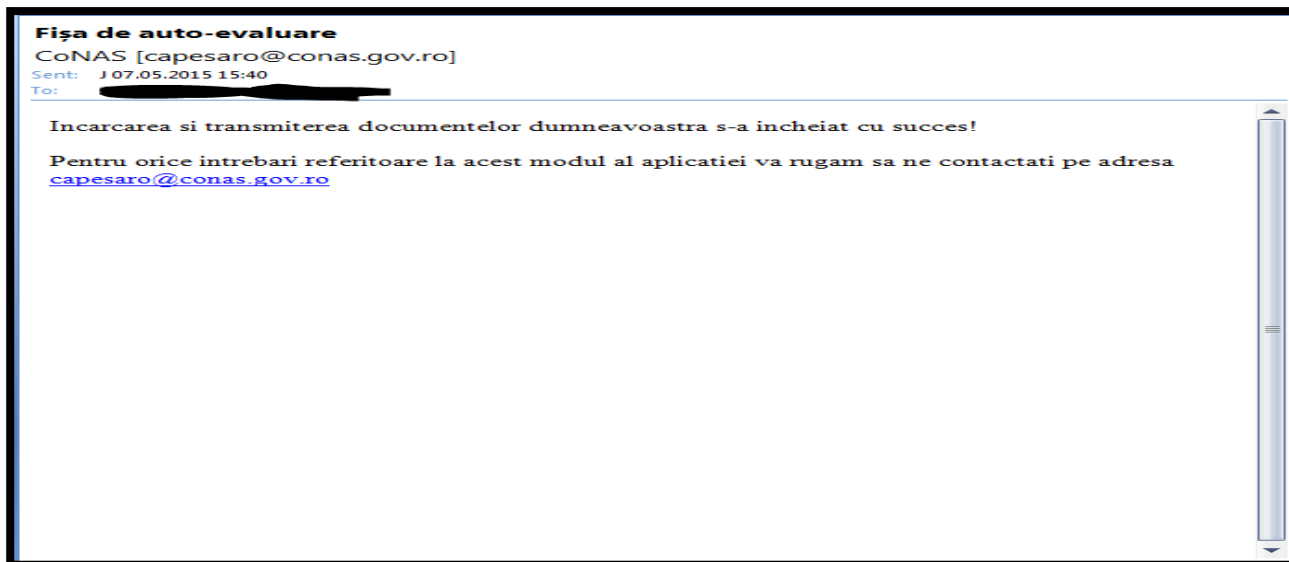 Fișa de auto-evaluare
CoNAS [capesaro@conas.gov.ro]
Sent: J 07.05.2015 15:40
To:
Incarcarea si transmiterea documentelor dumneavoastra s-a incheiat cu succes!
Pentru orice intrebari referitoare la acest modul al aplicatiei va rugam sa ne contactati pe adresa
capesaro@conas.gov.ro